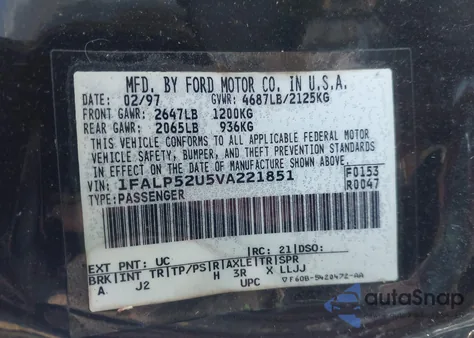 MFD. BY FORD MOTOR CO. IN U.S.A.
DATE: 02/97 GVWR: 4687LB/2125KG
FRONT GAWR: 2647LB 1200KG
REAR GAWR: 2065LB 936KG
THIS VEHICLE CONFORMS TO ALL APPLICABLE FEDERAL MOTOR
VEHICLE SAFETY, BUMPER, AND THEFT PREVENTION STANDARDS
IN EFFECT ON THE DATE OF MANUFACTURE SHOWN ABOVE.
VIN: 1FALP52U5VA221851 F0153
TYPE: PASSENGER R0047
EXT PNT: UC RC: 21 DSO:
BRK INT TR TP/PS R AXLE TR SPR
A J2 H 3R X LLJJ
UPC F60B-5420472-AA
autoSnap